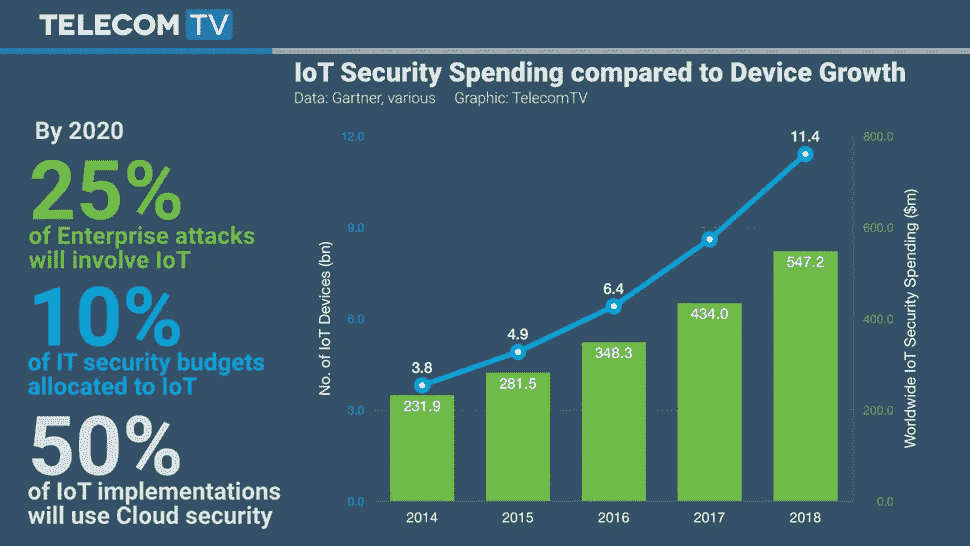 TELECOM TV
IoT Security Spending compared to Device Growth
Data: Gartner, various Graphic: TelecomTV
By 2020
25%
of Enterprise attacks
will involve IoT
10%
of IT security budgets
allocated to IoT
50%
of IoT implementations
will use Cloud security
No. of IoT Devices (bn)
12.0
9.0
6.0
3.0
0.0
3.8
4.9
6.4
11.4
231.9
281.5
348.3
434.0
547.2
2014
2015
2016
2017
2018
800.0
600.0
400.0
200.0
0.0
Worldwide IoT Security Spending ($m)